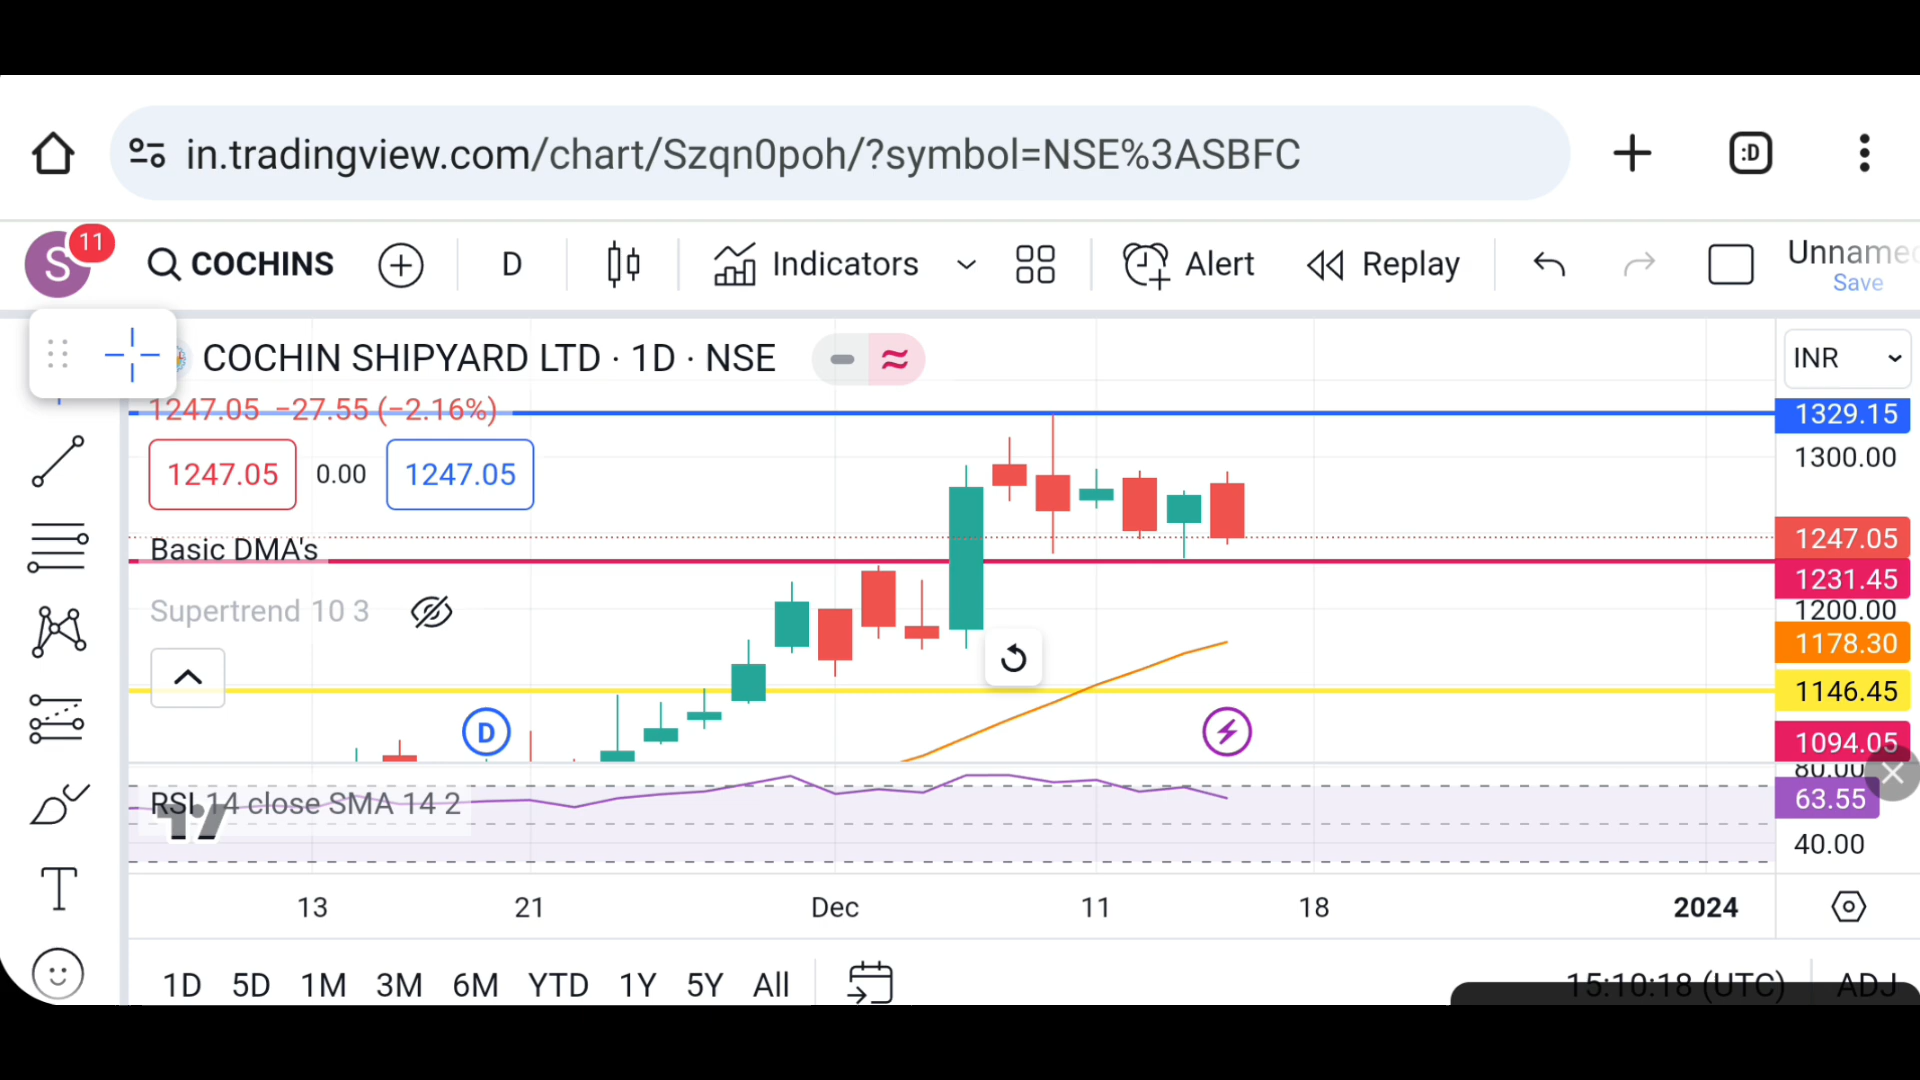 in.tradingview.com/chart/Szqn0poh/?symbol=NSE%3ASBFC
:D
S 11 COCHINS D Indicators Alert Replay Unname
Save
COCHIN SHIPYARD LTD · 1D · NSE INR
1247.05 −27.55 (−2.16%) 1329.15
1300.00
1247.05 0.00 1247.05
1247.05
Basic DMA's
1231.45
Supertrend 10 3 1200.00
1178.30
1146.45
D
1094.05
80.00
RSI 14 close SMA 14 2 63.55
40.00
13 21 Dec 11 18 2024
1D 5D 1M 3M 6M YTD 1Y 5Y All 15:10:18 (UTC) ADJ